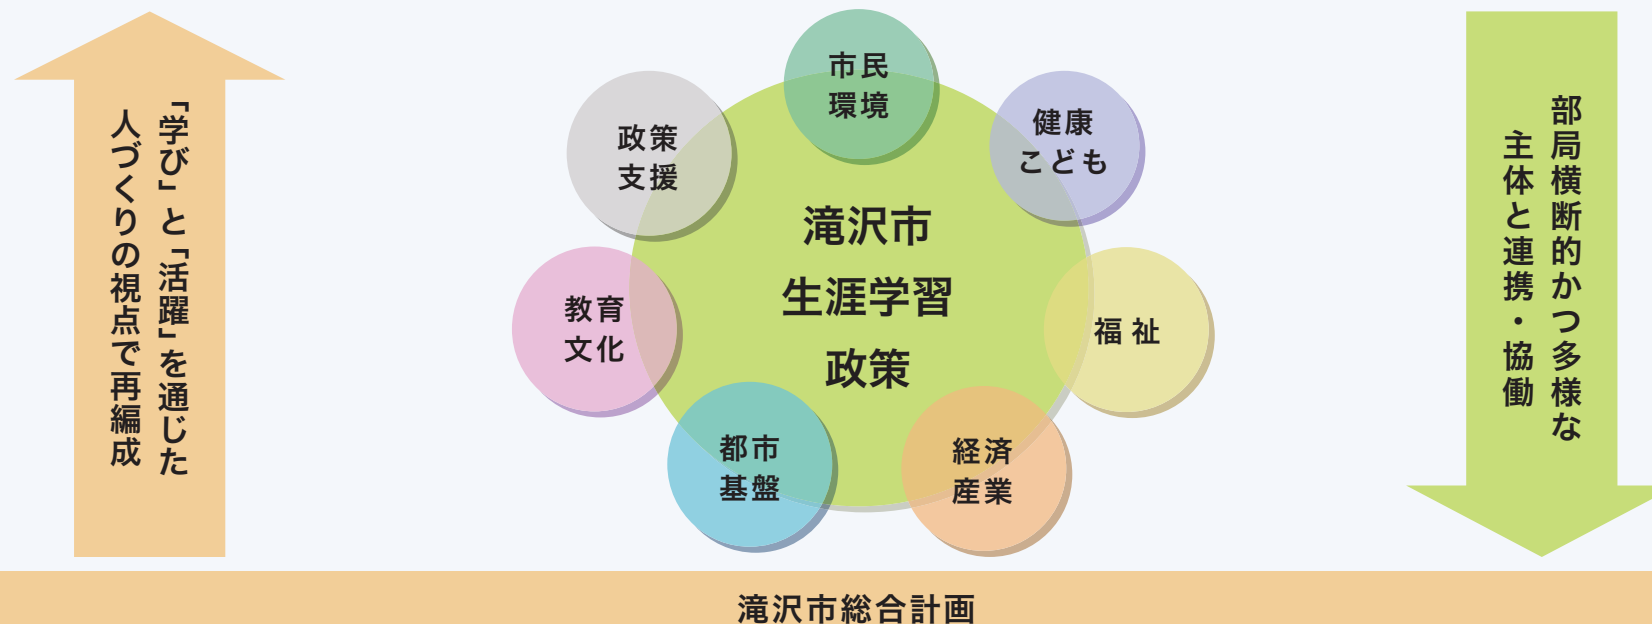 「学び」と「活躍」を通じた
人づくりの視点で再編成
市民
環境
健康
こども
政策
支援
滝沢市
生涯学習
政策
教育
文化
福祉
都市
基盤
経済
産業
部局横断的かつ多様な
主体と連携・協働
滝沢市総合計画